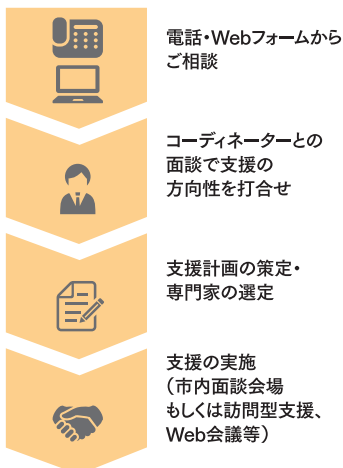 電話・Webフォームから
ご相談
コーディネーターとの
面談で支援の
方向性を打合せ
支援計画の策定・
専門家の選定
支援の実施
（市内面談会場
もしくは訪問型支援、
Web会議等）